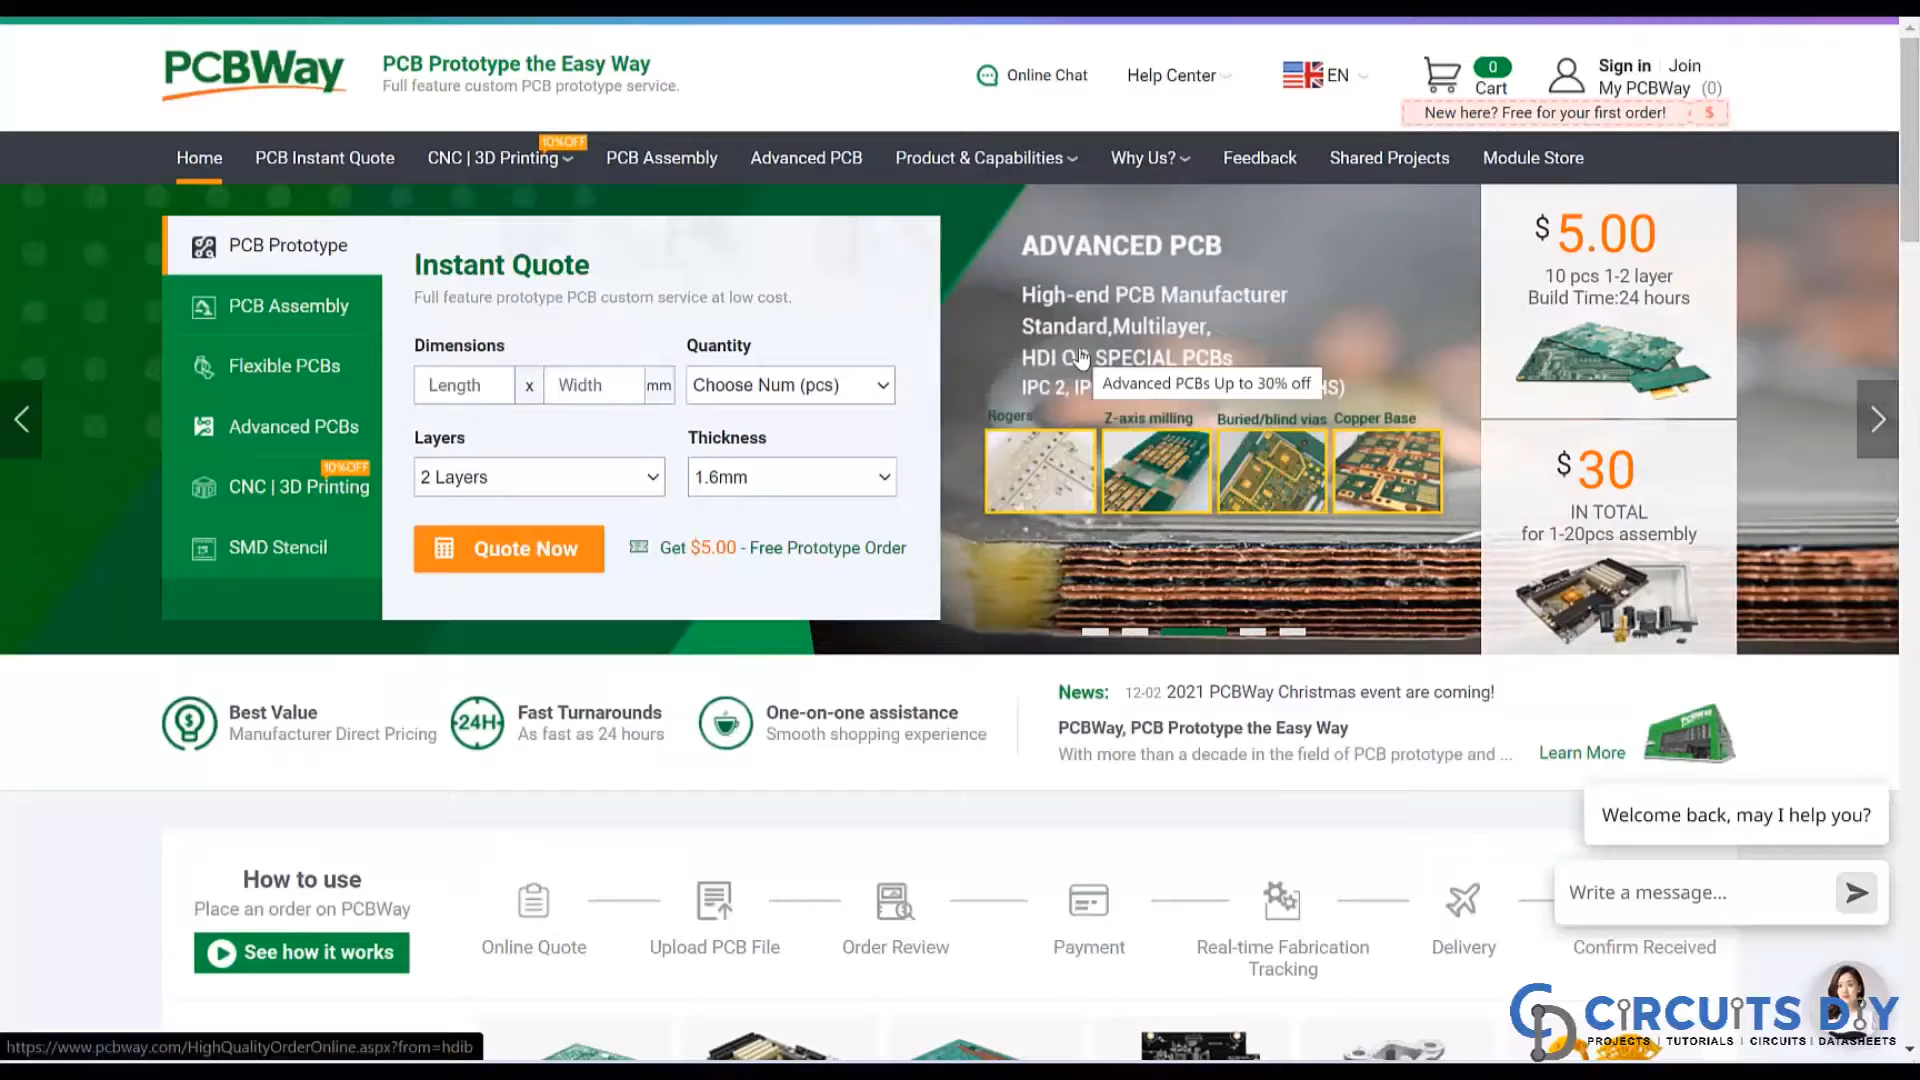 PCBWay
PCB Prototype the Easy Way
Full feature custom PCB prototype service.
Online Chat
Help Center
EN
0
Cart
Sign in
Join
My PCBWay (0)
New here? Free for your first order!
$
Home
PCB Instant Quote
CNC | 3D Printing
10%OFF
PCB Assembly
Advanced PCB
Product & Capabilities
Why Us?
Feedback
Shared Projects
Module Store
PCB Prototype
PCB Assembly
Flexible PCBs
Advanced PCBs
10%OFF
CNC | 3D Printing
SMD Stencil
Instant Quote
Full feature prototype PCB custom service at low cost.
Dimensions
Quantity
Length x Width mm
Choose Num (pcs)
Layers
Thickness
2 Layers
1.6mm
Quote Now
Get $5.00 - Free Prototype Order
ADVANCED PCB
High-end PCB Manufacturer
Standard,Multilayer,
HDI SPECIAL PCBs
IPC 2,
Advanced PCBs Up to 30% off
Rogers
Z-axis milling
Buried/blind vias
Copper Base
$ 5.00
10 pcs 1-2 layer
Build Time:24 hours
$ 30
IN TOTAL
for 1-20pcs assembly
Best Value
Manufacturer Direct Pricing
24H
Fast Turnarounds
As fast as 24 hours
One-on-one assistance
Smooth shopping experience
News: 12-02 2021 PCBWay Christmas event are coming!
PCBWay, PCB Prototype the Easy Way
With more than a decade in the field of PCB prototype and ...
Learn More
Welcome back, may I help you?
Write a message...
How to use
Place an order on PCBWay
See how it works
Online Quote
Upload PCB File
Order Review
Payment
Real-time Fabrication
Tracking
Delivery
Confirm Received
https://www.pcbway.com/HighQualityOrderOnline.aspx?from=hdib
CIRCUITS DIY
PROJECTS | TUTORIALS | CIRCUITS | DATASHEETS